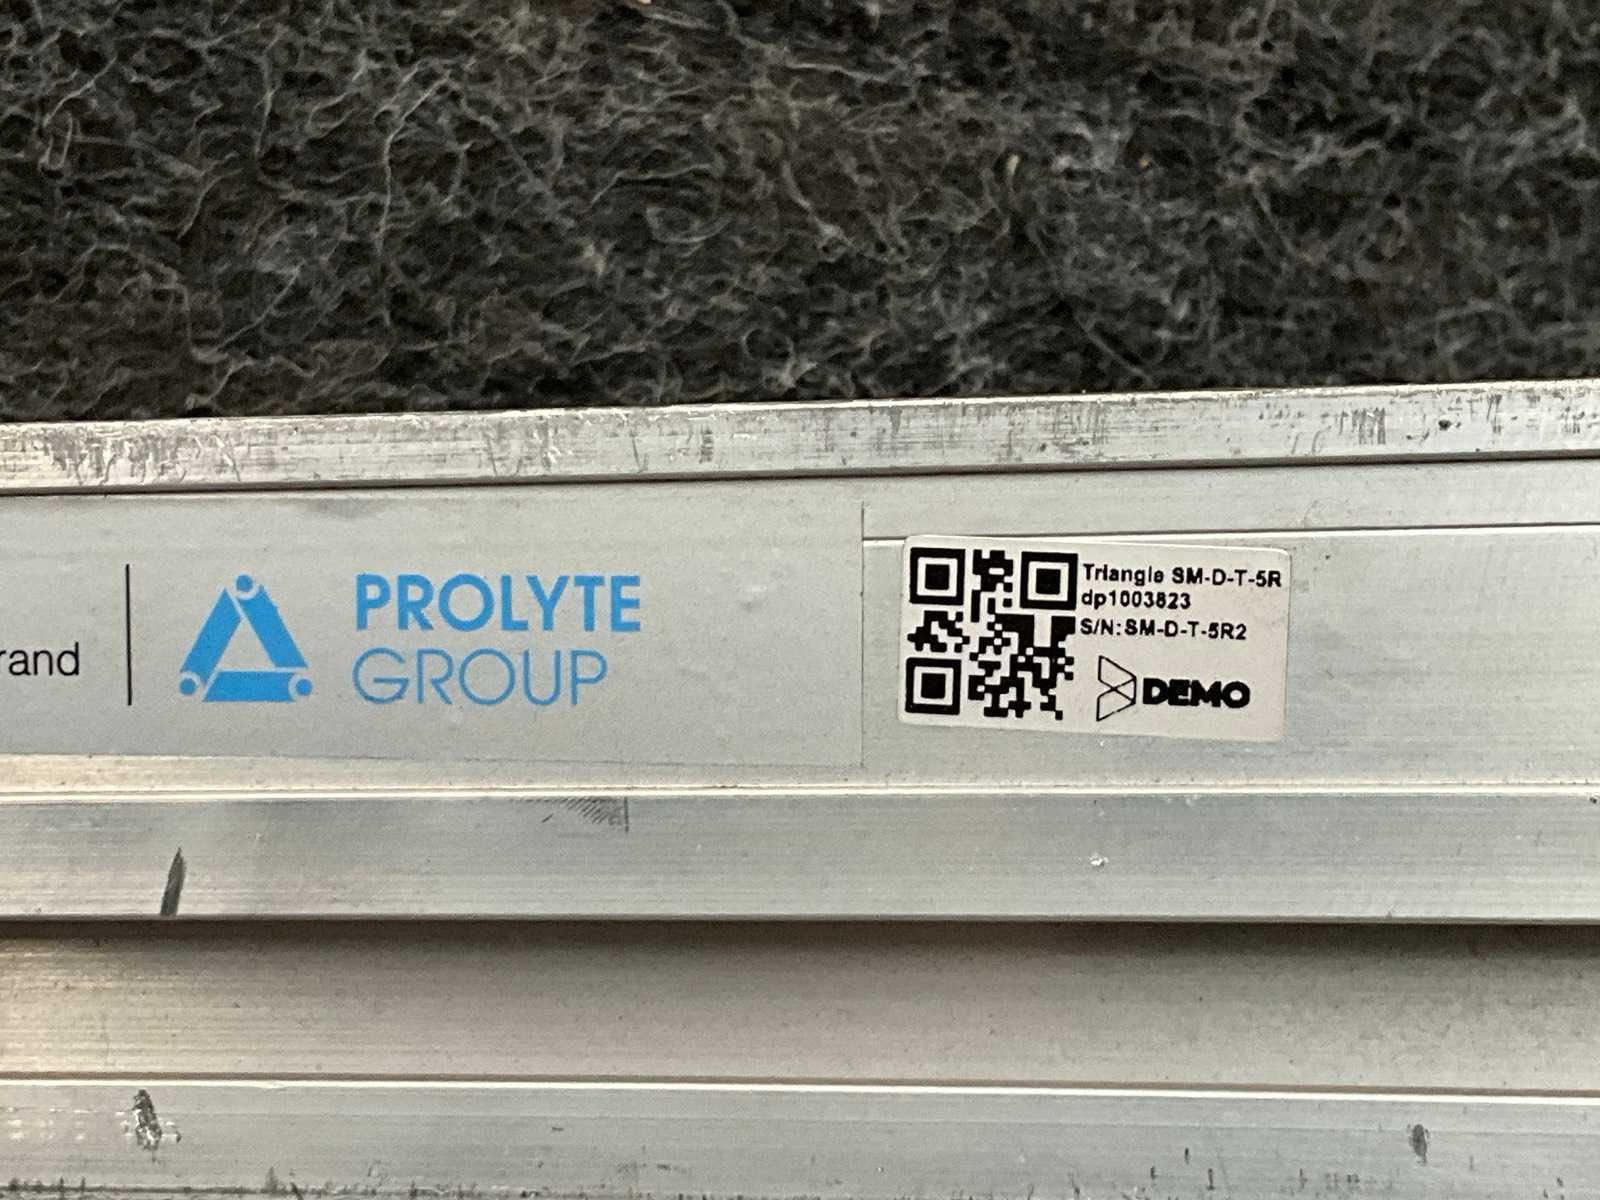 rand
PROLYTE
GROUP
Triangle SM-D-T-5R
dp1003823
S/N:SM-D-T-5R2
DEMO